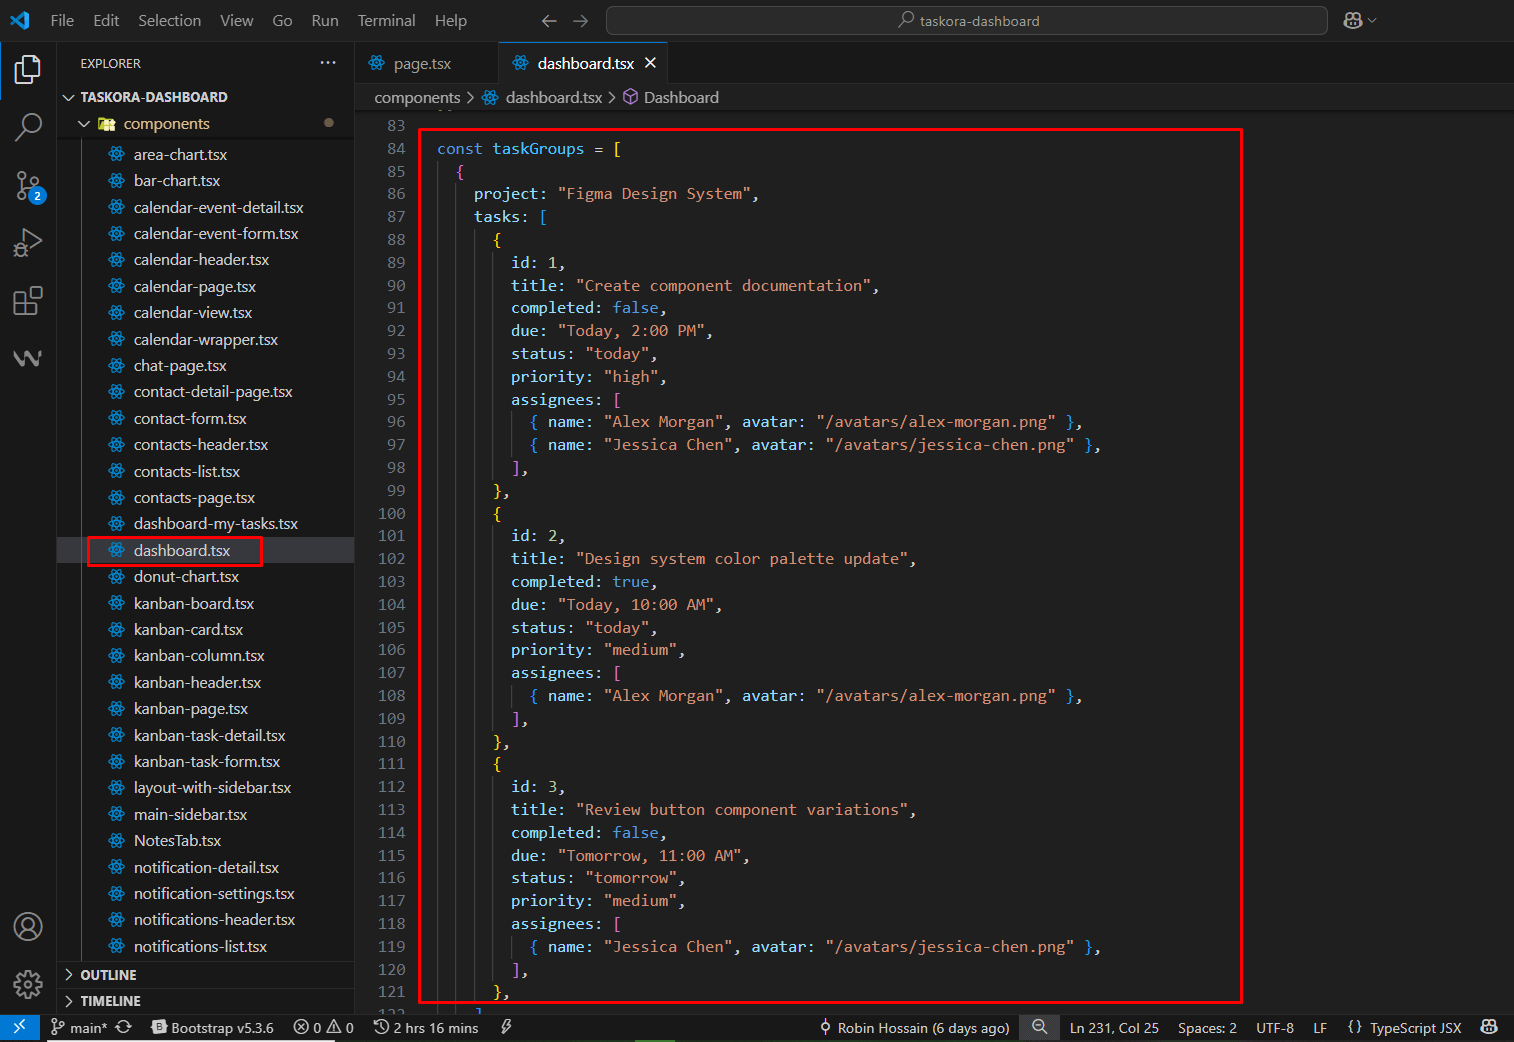 File Edit Selection View Go Run Terminal Help
taskora-dashboard
EXPLORER
TASKORA-DASHBOARD
components
area-chart.tsx
bar-chart.tsx
calendar-event-detail.tsx
calendar-event-form.tsx
calendar-header.tsx
calendar-page.tsx
calendar-view.tsx
calendar-wrapper.tsx
chat-page.tsx
contact-detail-page.tsx
contact-form.tsx
contacts-header.tsx
contacts-list.tsx
contacts-page.tsx
dashboard-my-tasks.tsx
dashboard.tsx
donut-chart.tsx
kanban-board.tsx
kanban-card.tsx
kanban-column.tsx
kanban-header.tsx
kanban-page.tsx
kanban-task-detail.tsx
kanban-task-form.tsx
layout-with-sidebar.tsx
main-sidebar.tsx
NotesTab.tsx
notification-detail.tsx
notification-settings.tsx
notifications-header.tsx
notifications-list.tsx
OUTLINE
TIMELINE
2
page.tsx
dashboard.tsx
components > dashboard.tsx > Dashboard
83
84 const taskGroups = [
85 {
86 project: "Figma Design System",
87 tasks: [
88 {
89 id: 1,
90 title: "Create component documentation",
91 completed: false,
92 due: "Today, 2:00 PM",
93 status: "today",
94 priority: "high",
95 assignees: [
96 { name: "Alex Morgan", avatar: "/avatars/alex-morgan.png" },
97 { name: "Jessica Chen", avatar: "/avatars/jessica-chen.png" },
98 ],
99 },
100 {
101 id: 2,
102 title: "Design system color palette update",
103 completed: true,
104 due: "Today, 10:00 AM",
105 status: "today",
106 priority: "medium",
107 assignees: [
108 { name: "Alex Morgan", avatar: "/avatars/alex-morgan.png" },
109 ],
110 },
111 {
112 id: 3,
113 title: "Review button component variations",
114 completed: false,
115 due: "Tomorrow, 11:00 AM",
116 status: "tomorrow",
117 priority: "medium",
118 assignees: [
119 { name: "Jessica Chen", avatar: "/avatars/jessica-chen.png" },
120 ],
121 },
main* Bootstrap v5.3.6 0 0 2 hrs 16 mins Robin Hossain (6 days ago) Ln 231, Col 25 Spaces: 2 UTF-8 LF {} TypeScript JSX